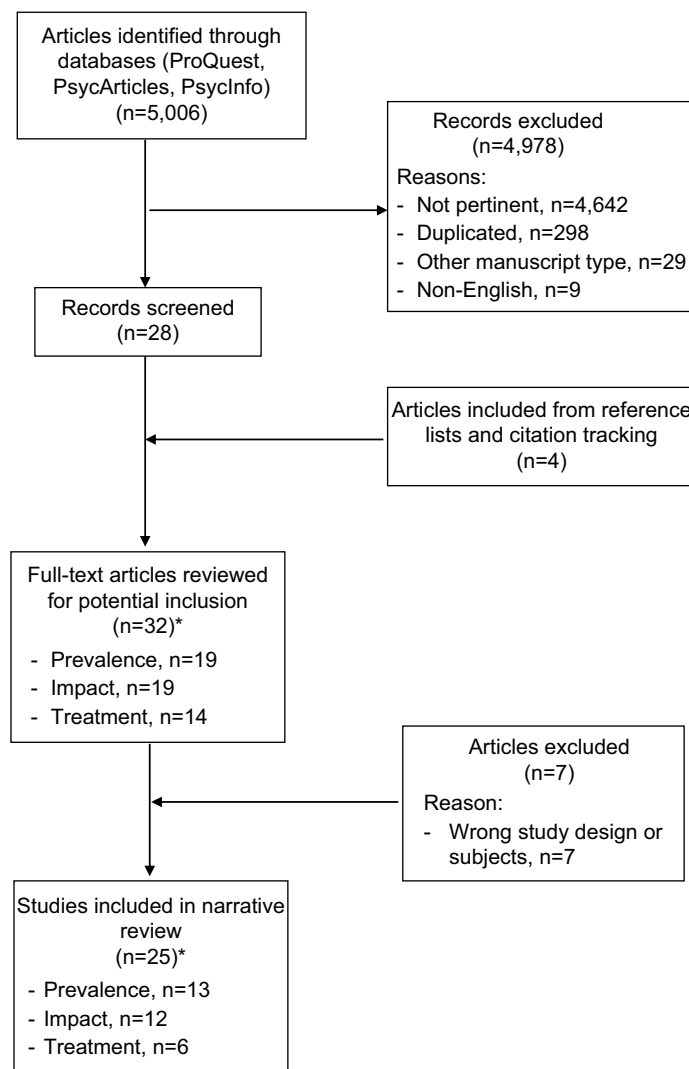 Articles identified through
databases (ProQuest,
PsycArticles, PsycInfo)
(n=5,006)
Records excluded
(n=4,978)
Reasons:
- Not pertinent, n=4,642
- Duplicated, n=298
- Other manuscript type, n=29
- Non-English, n=9
Records screened
(n=28)
Articles included from reference
lists and citation tracking
(n=4)
Full-text articles reviewed
for potential inclusion
(n=32)*
- Prevalence, n=19
- Impact, n=19
- Treatment, n=14
Articles excluded
(n=7)
Reason:
- Wrong study design or
subjects, n=7
Studies included in narrative
review
(n=25)*
- Prevalence, n=13
- Impact, n=12
- Treatment, n=6